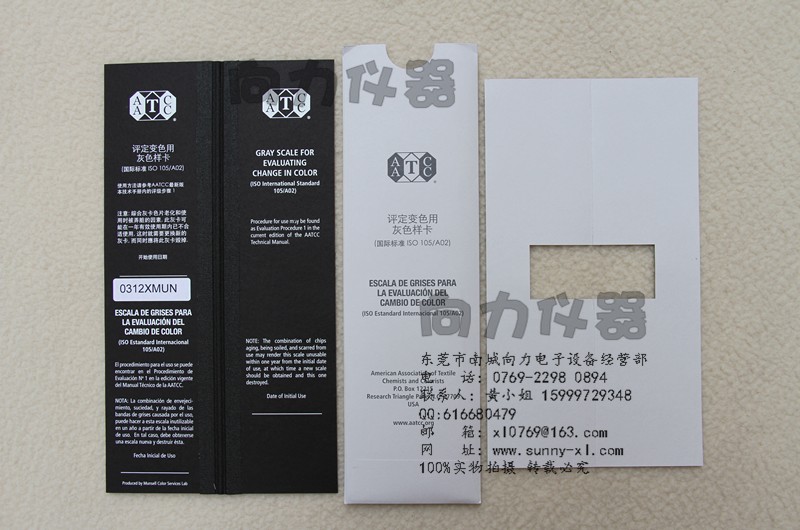 向力仪器
AATCC
评定变色用
灰色样卡
(国际标准 ISO 105/A02)
使用方法请参考AATCC最新版
本技术手册内的评级步骤1
注意: 综合灰卡色片老化和使
用时被弄脏的因素, 此灰卡可
能在一年有效使用期内已不合
适使用, 这时就需要更换新的
灰卡, 而同时应将此灰卡毁掉.
开始使用日期
0312XMUN
ESCALA DE GRISES PARA
LA EVALUACIÓN DEL
CAMBIO DE COLOR
(ISO Estandard Internacional
105/A02)
El procedimiento para el uso se puede
encontrar en el Procedimiento de
Evaluación Nº 1 en la edición vigente
del Manual Técnico de la AATCC.
NOTA: La combinación de envejeci-
miento, suciedad, y rayado de las
bandas de grises causada por el uso,
puede hacer a esta escala inutilizable
en un año a partir de la fecha inicial
de uso. En tal caso, debe obtenerse
una escala nueva y destruir ésta.
Fecha Inicial de Uso
Produced by Munsell Color Services Lab
AATCC
GRAY SCALE FOR
EVALUATING
CHANGE IN COLOR
(ISO International Standard
105/A02)
Procedure for use may be found
as Evaluation Procedure 1 in the
current edition of the AATCC
Technical Manual.
NOTE: The combination of chips
aging, being soiled, and scarred from
use may render this scale unusable
within one year from the initial date
of use, at which time a new scale
should be obtained and this one
destroyed.
Date of Initial Use
AATCC
评定变色用
灰色样卡
(国际标准 ISO 105/A02)
ESCALA DE GRISES PARA
LA EVALUACIÓN DEL
CAMBIO DE COLOR
(ISO Estandard Internacional 105/A02)
American Association of Textile
Chemists and Colorists
P.O. Box 12215
Research Triangle Park, NC 27709
USA
www.aatcc.org
向力仪器
东莞市南城向力电子设备经营部
电 话: 0769-2298 0894
联系人: 黄小姐 15999729348
QQ:616680479
邮 箱: xl0769@163.com
网 址: www.sunny-xl.com
100%实物拍摄 转载必究